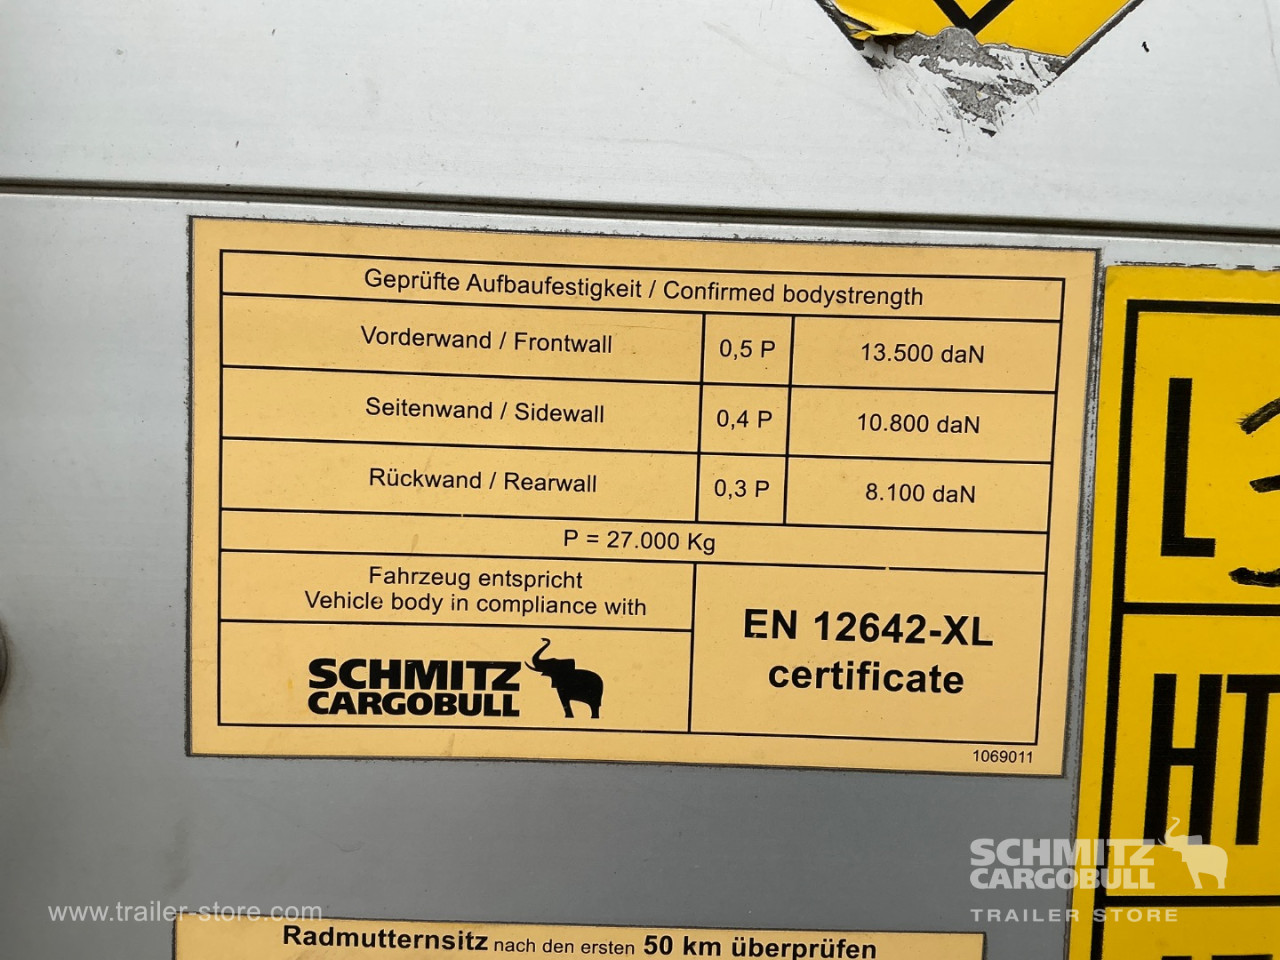 Geprüfte Aufbaufestigkeit / Confirmed bodystrength
Vorderwand / Frontwall 0,5 P 13.500 daN
Seitenwand / Sidewall 0,4 P 10.800 daN
Rückwand / Rearwall 0,3 P 8.100 daN
P = 27.000 Kg
Fahrzeug entspricht
Vehicle body in compliance with
EN 12642-XL
certificate
SCHMITZ
CARGOBULL
1069011
L
HT
SCHMITZ
CARGOBULL
TRAILER STORE
www.trailer-store.com
Radmutternsitz nach den ersten 50 km überprüfen